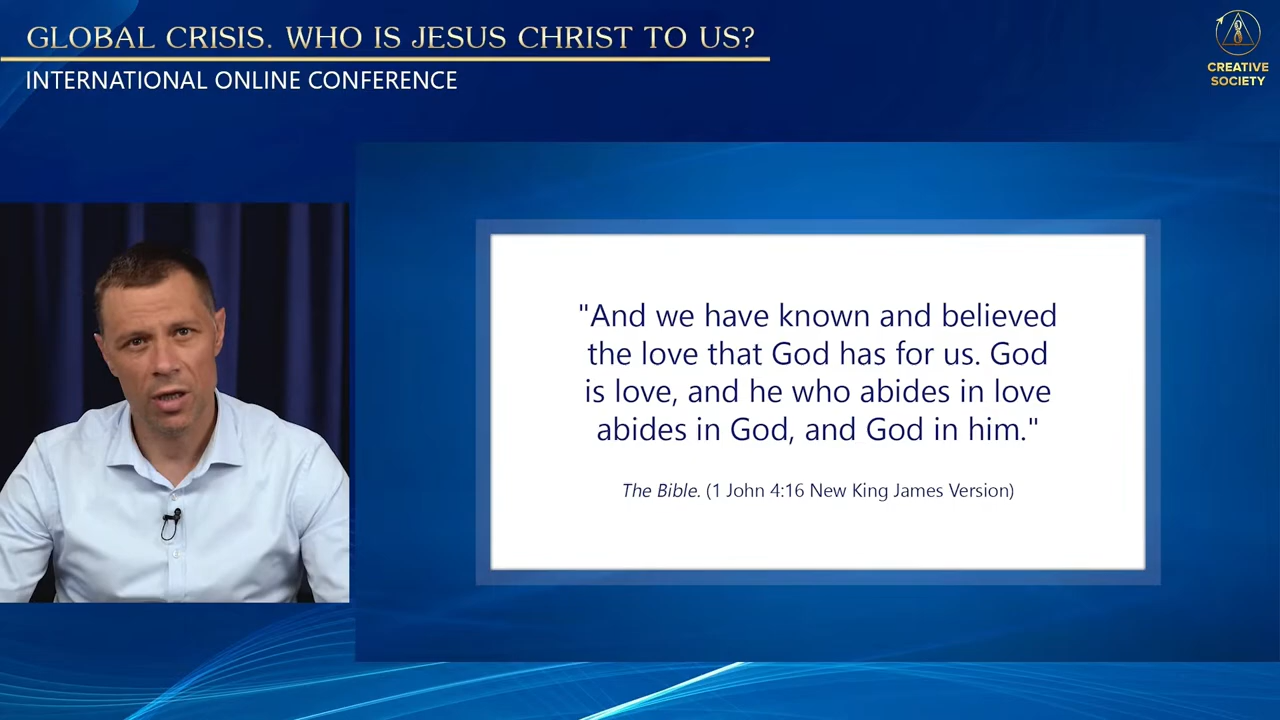 GLOBAL CRISIS. WHO IS JESUS CHRIST TO US?
INTERNATIONAL ONLINE CONFERENCE
CREATIVE
SOCIETY
"And we have known and believed
the love that God has for us. God
is love, and he who abides in love
abides in God, and God in him."
The Bible. (1 John 4:16 New King James Version)